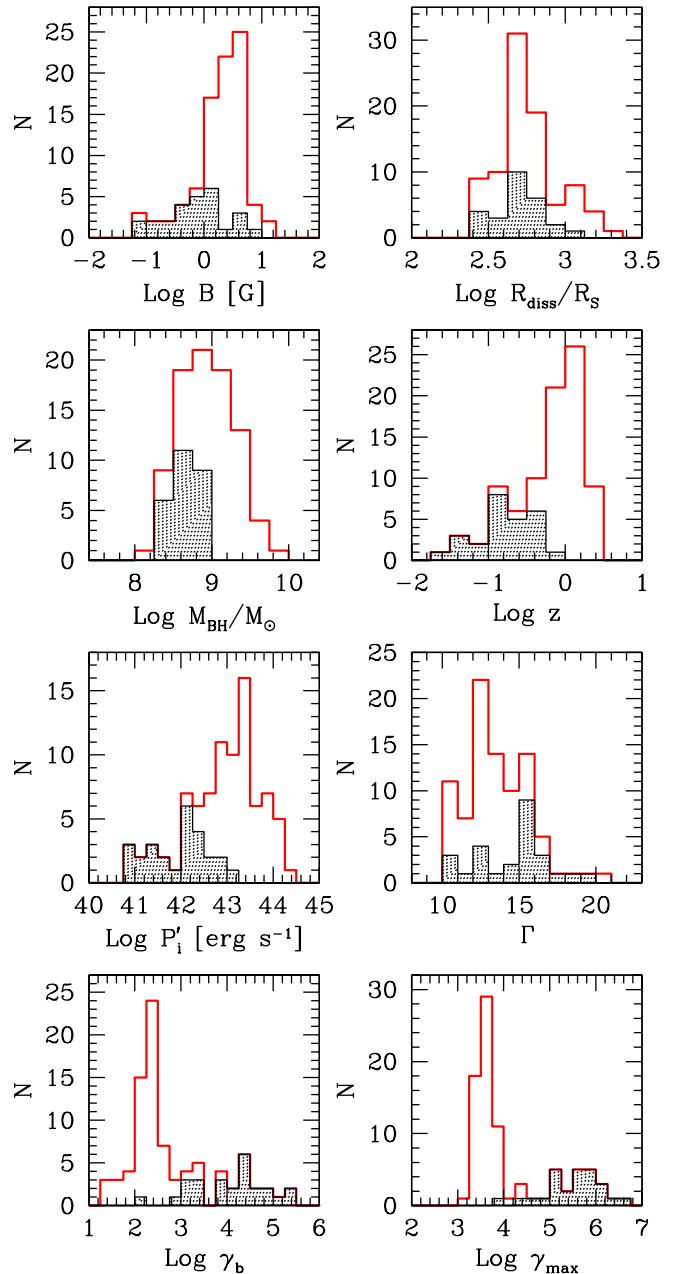 25
20
15
10
5
0
N
-2 -1 0 1 2
Log B [G]
30
20
10
0
N
2 2.5 3 3.5
Log R_diss/R_S
20
15
10
5
0
N
8 9 10
Log M_BH/M_⊙
25
20
15
10
5
0
N
-2 -1 0 1
Log z
15
10
5
0
N
40 41 42 43 44 45
Log P'_i [erg s⁻¹]
25
20
15
10
5
0
N
10 15 20
Γ
25
20
15
10
5
0
N
1 2 3 4 5 6
Log γ_b
30
20
10
0
N
2 3 4 5 6 7
Log γ_max